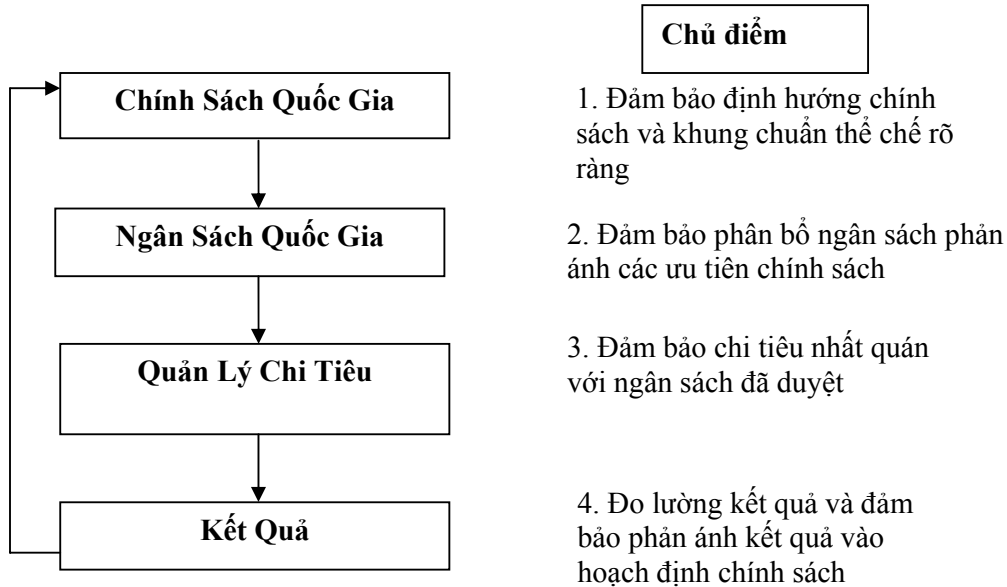 Chủ điểm
Chính Sách Quốc Gia
1. Đảm bảo định hướng chính
sách và khung chuẩn thể chế rõ
ràng
Ngân Sách Quốc Gia
2. Đảm bảo phân bổ ngân sách phản
ánh các ưu tiên chính sách
Quản Lý Chi Tiêu
3. Đảm bảo chi tiêu nhất quán
với ngân sách đã duyệt
Kết Quả
4. Đo lường kết quả và đảm
bảo phản ánh kết quả vào
hoạch định chính sách